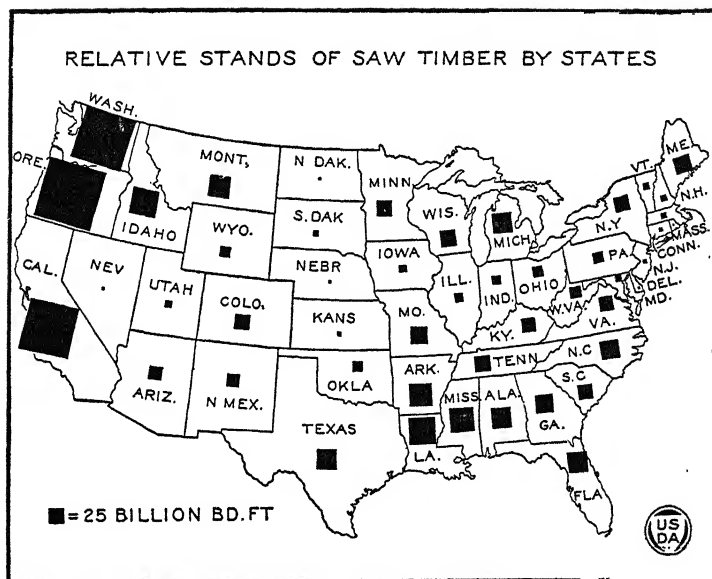 RELATIVE STANDS OF SAW TIMBER BY STATES
WASH.
ORE.
IDAHO
MONT,
WYO.
N DAK.
S.DAK
NEBR
KANS
MINN
IOWA
MO.
WIS.
ILL.
MICH
IND.
OHIO
KY.
TENN
W.VA.
VA.
N.C
S.C
GA.
FLA
ALA.
MISS.
ARK.
LA.
OKLA
TEXAS
N MEX.
ARIZ.
COLO,
UTAH
NEV
CAL.
VT.
ME.
N.H.
N.Y
MASS.
CONN.
PA.
N.J.
DEL.
MD.
=25 BILLION BD.FT
US
DA